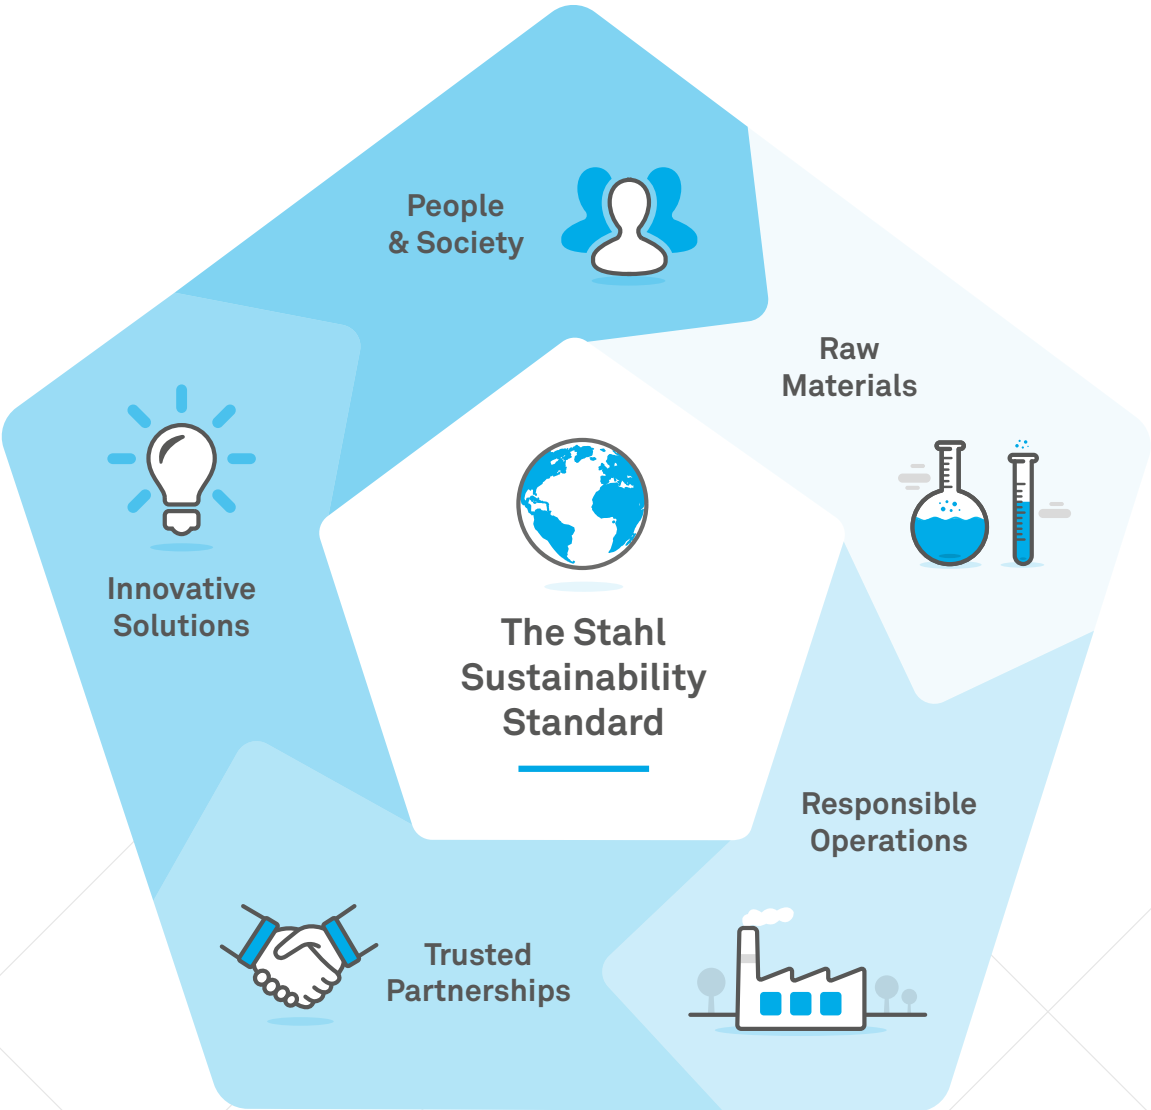 People
& Society
Raw
Materials
Innovative
Solutions
The Stahl
Sustainability
Standard
Responsible
Operations
Trusted
Partnerships